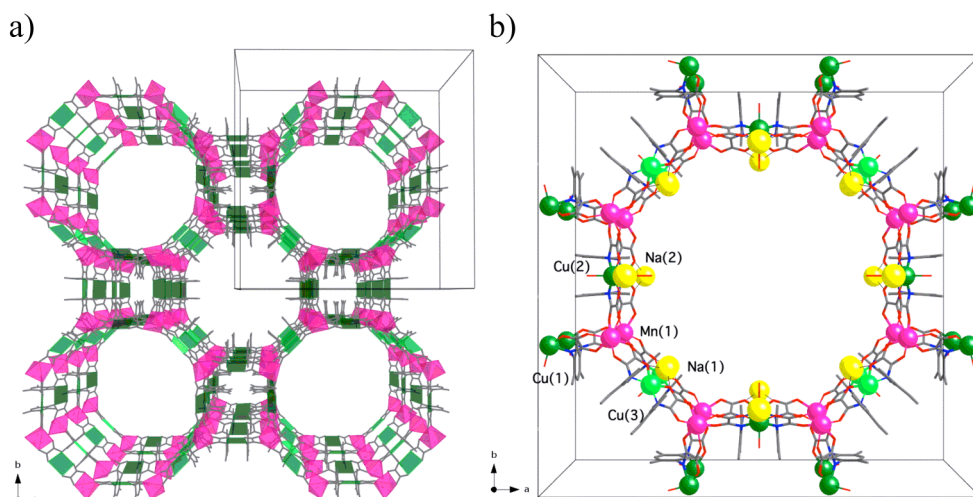 a)
b)
Cu(2)
Na(2)
Mn(1)
Cu(1)
Na(1)
Cu(3)
b
b
a